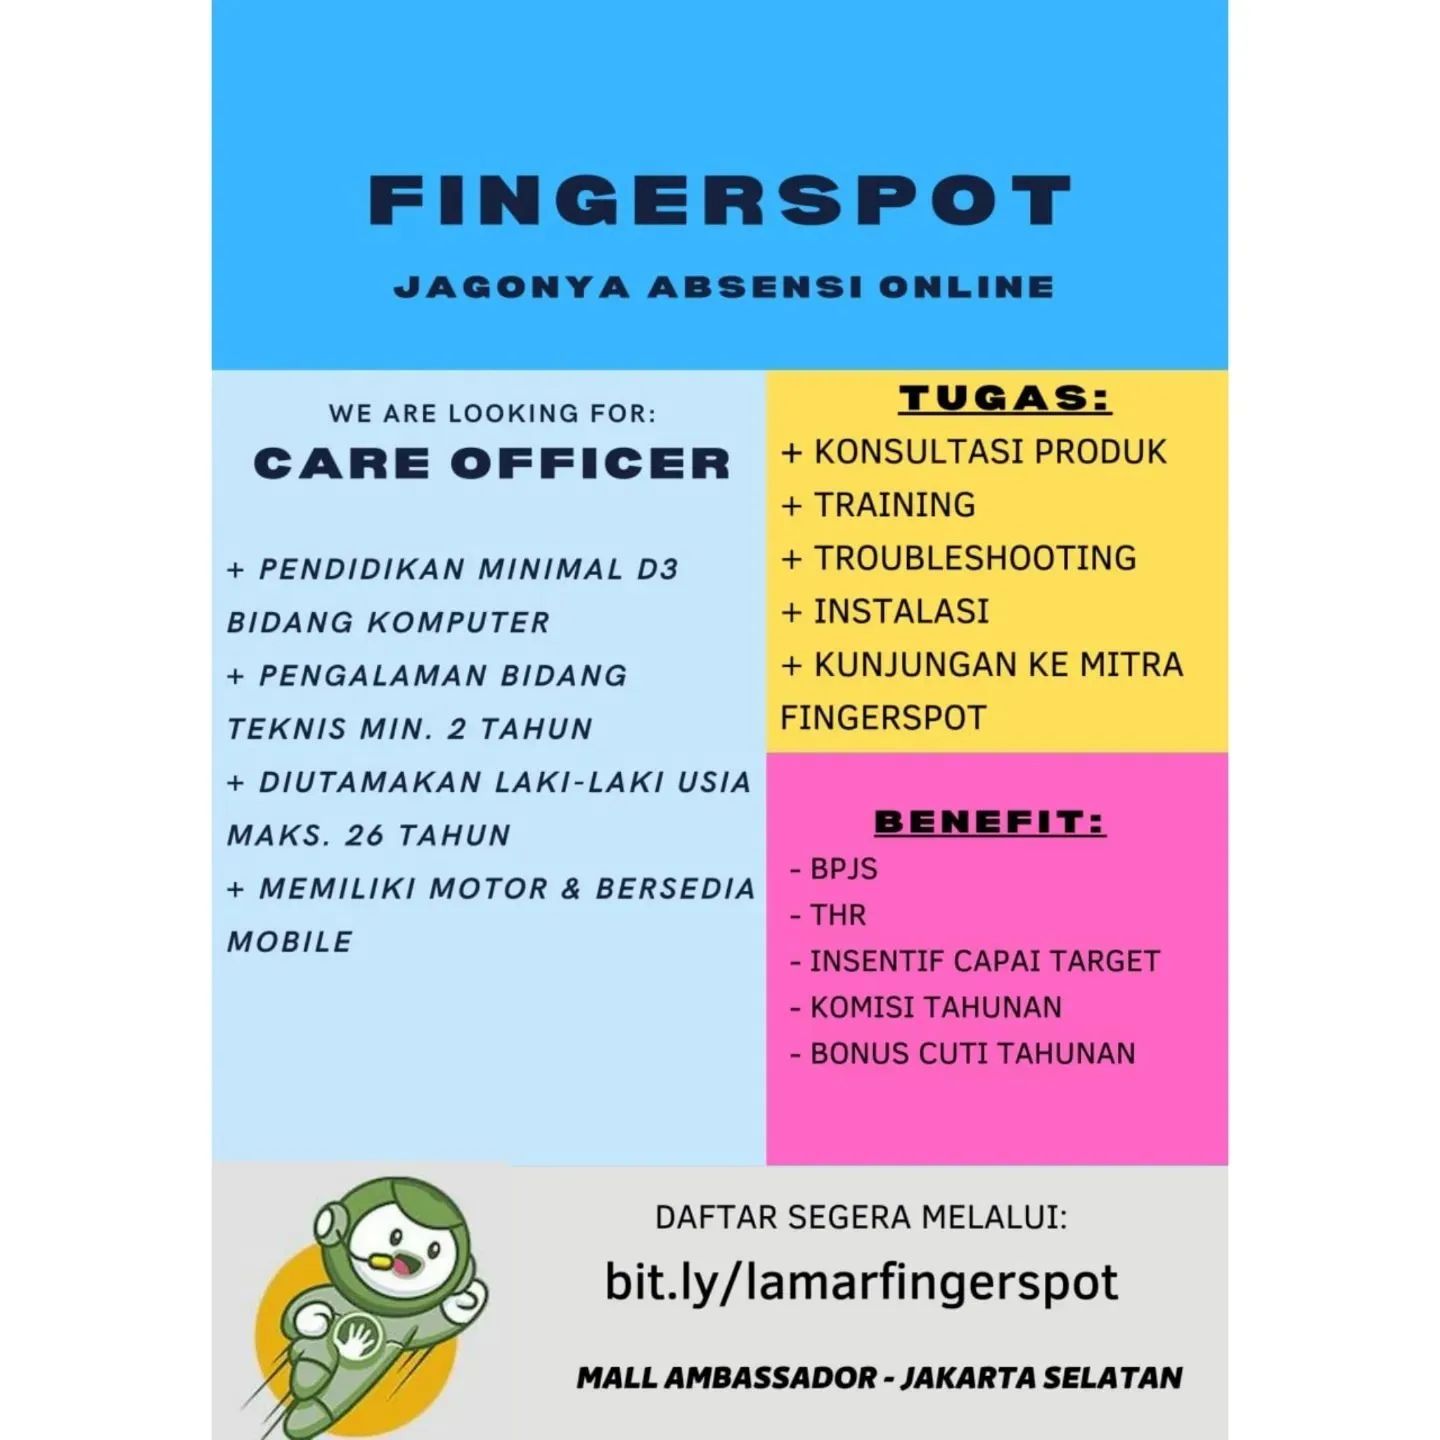 FINGERSPOT
JAGONYA ABSENSI ONLINE
WE ARE LOOKING FOR:
CARE OFFICER
+ PENDIDIKAN MINIMAL D3
BIDANG KOMPUTER
+ PENGALAMAN BIDANG
TEKNIS MIN. 2 TAHUN
+ DIUTAMAKAN LAKI-LAKI USIA
MAKS. 26 TAHUN
+ MEMILIKI MOTOR & BERSEDIA
MOBILE
TUGAS:
+ KONSULTASI PRODUK
+ TRAINING
+ TROUBLESHOOTING
+ INSTALASI
+ KUNJUNGAN KE MITRA
FINGERSPOT
BENEFIT:
- BPJS
- THR
- INSENTIF CAPAI TARGET
- KOMISI TAHUNAN
- BONUS CUTI TAHUNAN
DAFTAR SEGERA MELALUI:
bit.ly/lamarfingerspot
MALL AMBASSADOR - JAKARTA SELATAN